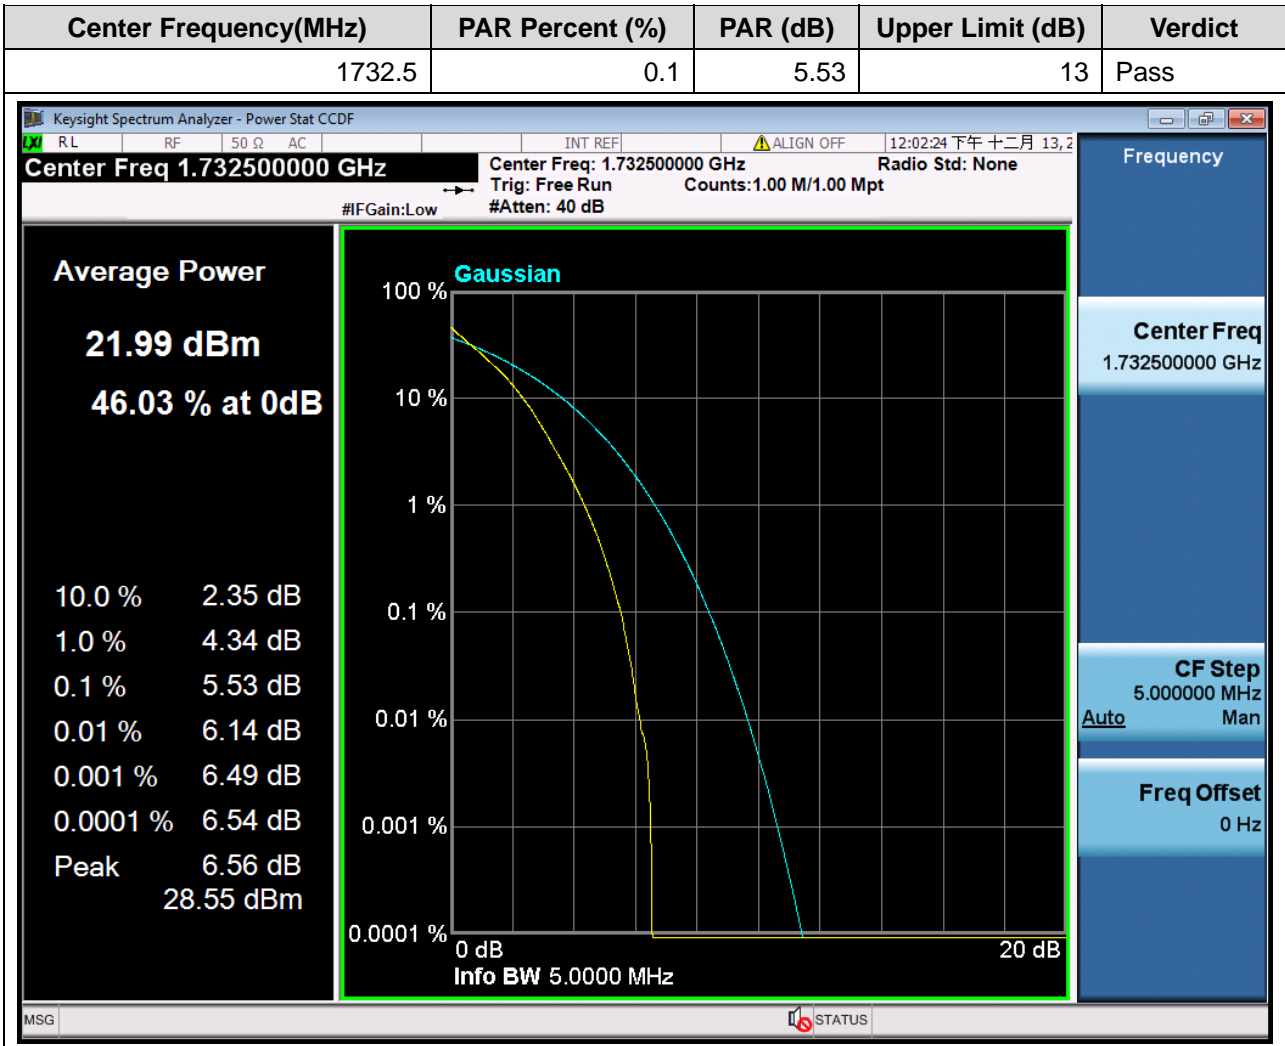 Center Frequency(MHz) PAR Percent (%) PAR (dB) Upper Limit (dB) Verdict
1732.5 0.1 5.53 13 Pass
Keysight Spectrum Analyzer - Power Stat CCDF
LXI RL RF 50 Ω AC INT REF ALIGN OFF 12:02:24 下午 十二月 13, 2
Center Freq 1.732500000 GHz
Center Freq: 1.732500000 GHz Radio Std: None
Trig: Free Run Counts:1.00 M/1.00 Mpt
#IFGain:Low #Atten: 40 dB
Average Power
21.99 dBm
46.03 % at 0dB
10.0 % 2.35 dB
1.0 % 4.34 dB
0.1 % 5.53 dB
0.01 % 6.14 dB
0.001 % 6.49 dB
0.0001 % 6.54 dB
Peak 6.56 dB
28.55 dBm
Gaussian
100 %
10 %
1 %
0.1 %
0.01 %
0.001 %
0.0001 %
0 dB 20 dB
Info BW 5.0000 MHz
Frequency
Center Freq
1.732500000 GHz
CF Step
5.000000 MHz
Auto Man
Freq Offset
0 Hz
MSG STATUS